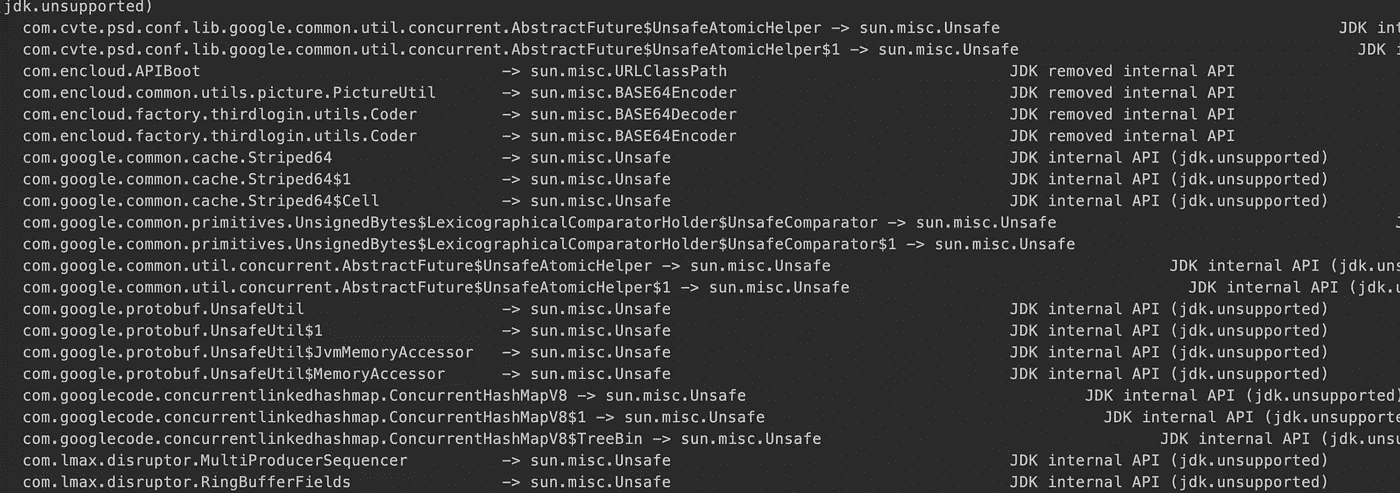 jdk.unsupported)
com.cvte.psd.conf.lib.google.common.util.concurrent.AbstractFuture$UnsafeAtomicHelper -> sun.misc.Unsafe JDK int
com.cvte.psd.conf.lib.google.common.util.concurrent.AbstractFuture$UnsafeAtomicHelper$1 -> sun.misc.Unsafe JDK i
com.encloud.APIBoot -> sun.misc.URLClassPath JDK removed internal API
com.encloud.common.utils.picture.PictureUtil -> sun.misc.BASE64Encoder JDK removed internal API
com.encloud.factory.thirdlogin.utils.Coder -> sun.misc.BASE64Decoder JDK removed internal API
com.encloud.factory.thirdlogin.utils.Coder -> sun.misc.BASE64Encoder JDK removed internal API
com.google.common.cache.Striped64 -> sun.misc.Unsafe JDK internal API (jdk.unsupported)
com.google.common.cache.Striped64$1 -> sun.misc.Unsafe JDK internal API (jdk.unsupported)
com.google.common.cache.Striped64$Cell -> sun.misc.Unsafe JDK internal API (jdk.unsupported)
com.google.common.primitives.UnsignedBytes$LexicographicalComparatorHolder$UnsafeComparator -> sun.misc.Unsafe
com.google.common.primitives.UnsignedBytes$LexicographicalComparatorHolder$UnsafeComparator$1 -> sun.misc.Unsafe
com.google.common.util.concurrent.AbstractFuture$UnsafeAtomicHelper -> sun.misc.Unsafe JDK internal API (jdk.uns
com.google.common.util.concurrent.AbstractFuture$UnsafeAtomicHelper$1 -> sun.misc.Unsafe JDK internal API (jdk.u
com.google.protobuf.UnsafeUtil -> sun.misc.Unsafe JDK internal API (jdk.unsupported)
com.google.protobuf.UnsafeUtil$1 -> sun.misc.Unsafe JDK internal API (jdk.unsupported)
com.google.protobuf.UnsafeUtil$JvmMemoryAccessor -> sun.misc.Unsafe JDK internal API (jdk.unsupported)
com.google.protobuf.UnsafeUtil$MemoryAccessor -> sun.misc.Unsafe JDK internal API (jdk.unsupported)
com.googlecode.concurrentlinkedhashmap.ConcurrentHashMapV8 -> sun.misc.Unsafe JDK internal API (jdk.unsupported)
com.googlecode.concurrentlinkedhashmap.ConcurrentHashMapV8$1 -> sun.misc.Unsafe JDK internal API (jdk.unsupporte
com.googlecode.concurrentlinkedhashmap.ConcurrentHashMapV8$TreeBin -> sun.misc.Unsafe JDK internal API (jdk.unsu
com.lmax.disruptor.MultiProducerSequencer -> sun.misc.Unsafe JDK internal API (jdk.unsupported)
com.lmax.disruptor.RingBufferFields -> sun.misc.Unsafe JDK internal API (jdk.unsupported)